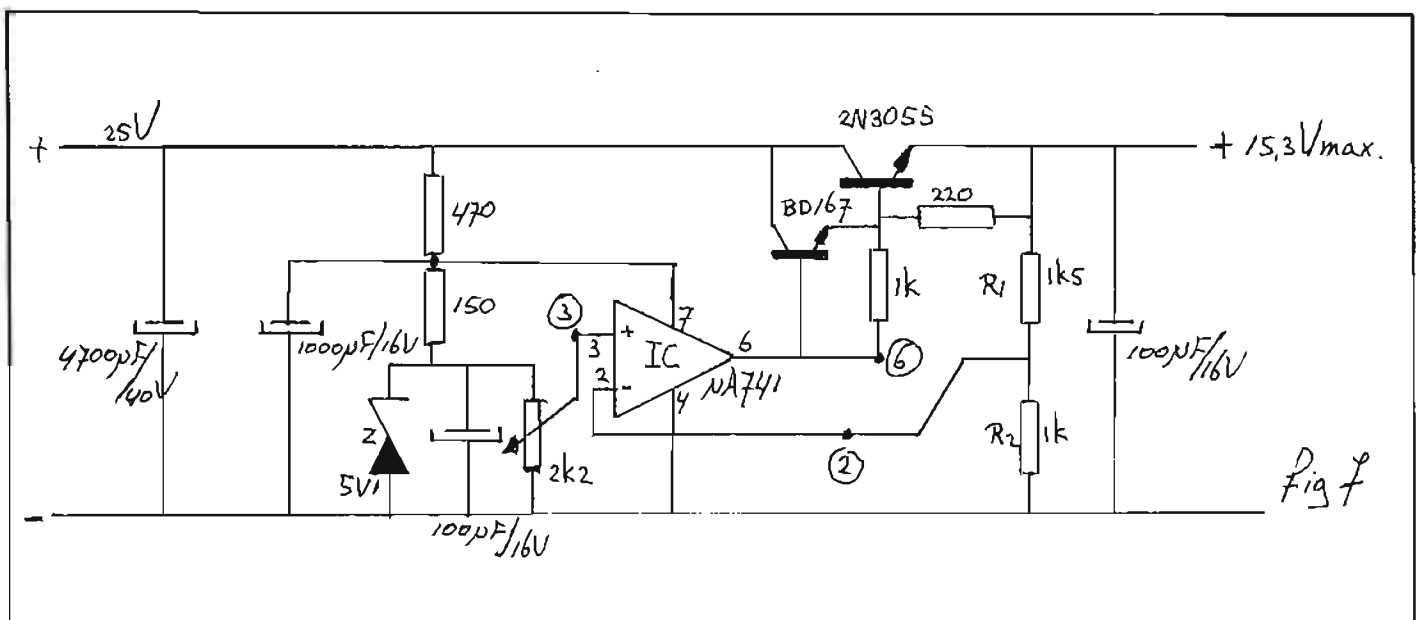 2N3055
+ 25V
+ 15,3Vmax.
470
BD167
220
150
1k
R1 1k5
3
+
7
3
IC
6
6
4700µF/
/40V
1000µF/16V
2
-
4
µA741
100µF/16V
Z
2k2
R2 1k
2
5V1
Fig 7
-
100µF/16V